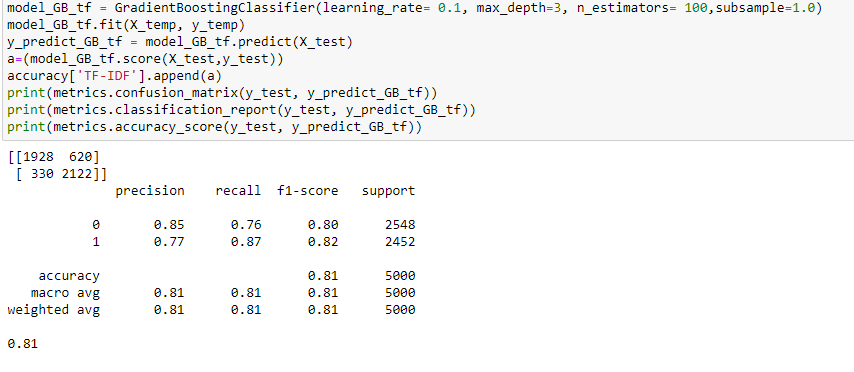 model_GB_tf = GradientBoostingClassifier(learning_rate= 0.1, max_depth=3, n_estimators= 100,subsample=1.0)
model_GB_tf.fit(X_temp, y_temp)
y_predict_GB_tf = model_GB_tf.predict(X_test)
a=(model_GB_tf.score(X_test,y_test))
accuracy['TF-IDF'].append(a)
print(metrics.confusion_matrix(y_test, y_predict_GB_tf))
print(metrics.classification_report(y_test, y_predict_GB_tf))
print(metrics.accuracy_score(y_test, y_predict_GB_tf))
[[1928  620]
 [ 330 2122]]
              precision    recall  f1-score   support
           0       0.85      0.76      0.80      2548
           1       0.77      0.87      0.82      2452
    accuracy                           0.81      5000
   macro avg       0.81      0.81      0.81      5000
weighted avg       0.81      0.81      0.81      5000
0.81